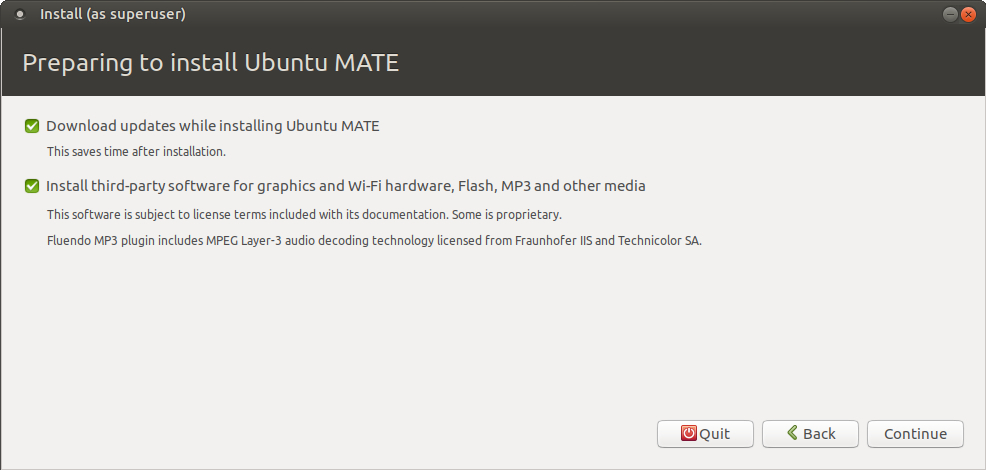 Install (as superuser)
Preparing to install Ubuntu MATE
Download updates while installing Ubuntu MATE
This saves time after installation.
Install third-party software for graphics and Wi-Fi hardware, Flash, MP3 and other media
This software is subject to license terms included with its documentation. Some is proprietary.
Fluendo MP3 plugin includes MPEG Layer-3 audio decoding technology licensed from Fraunhofer IIS and Technicolor SA.
Quit Back Continue